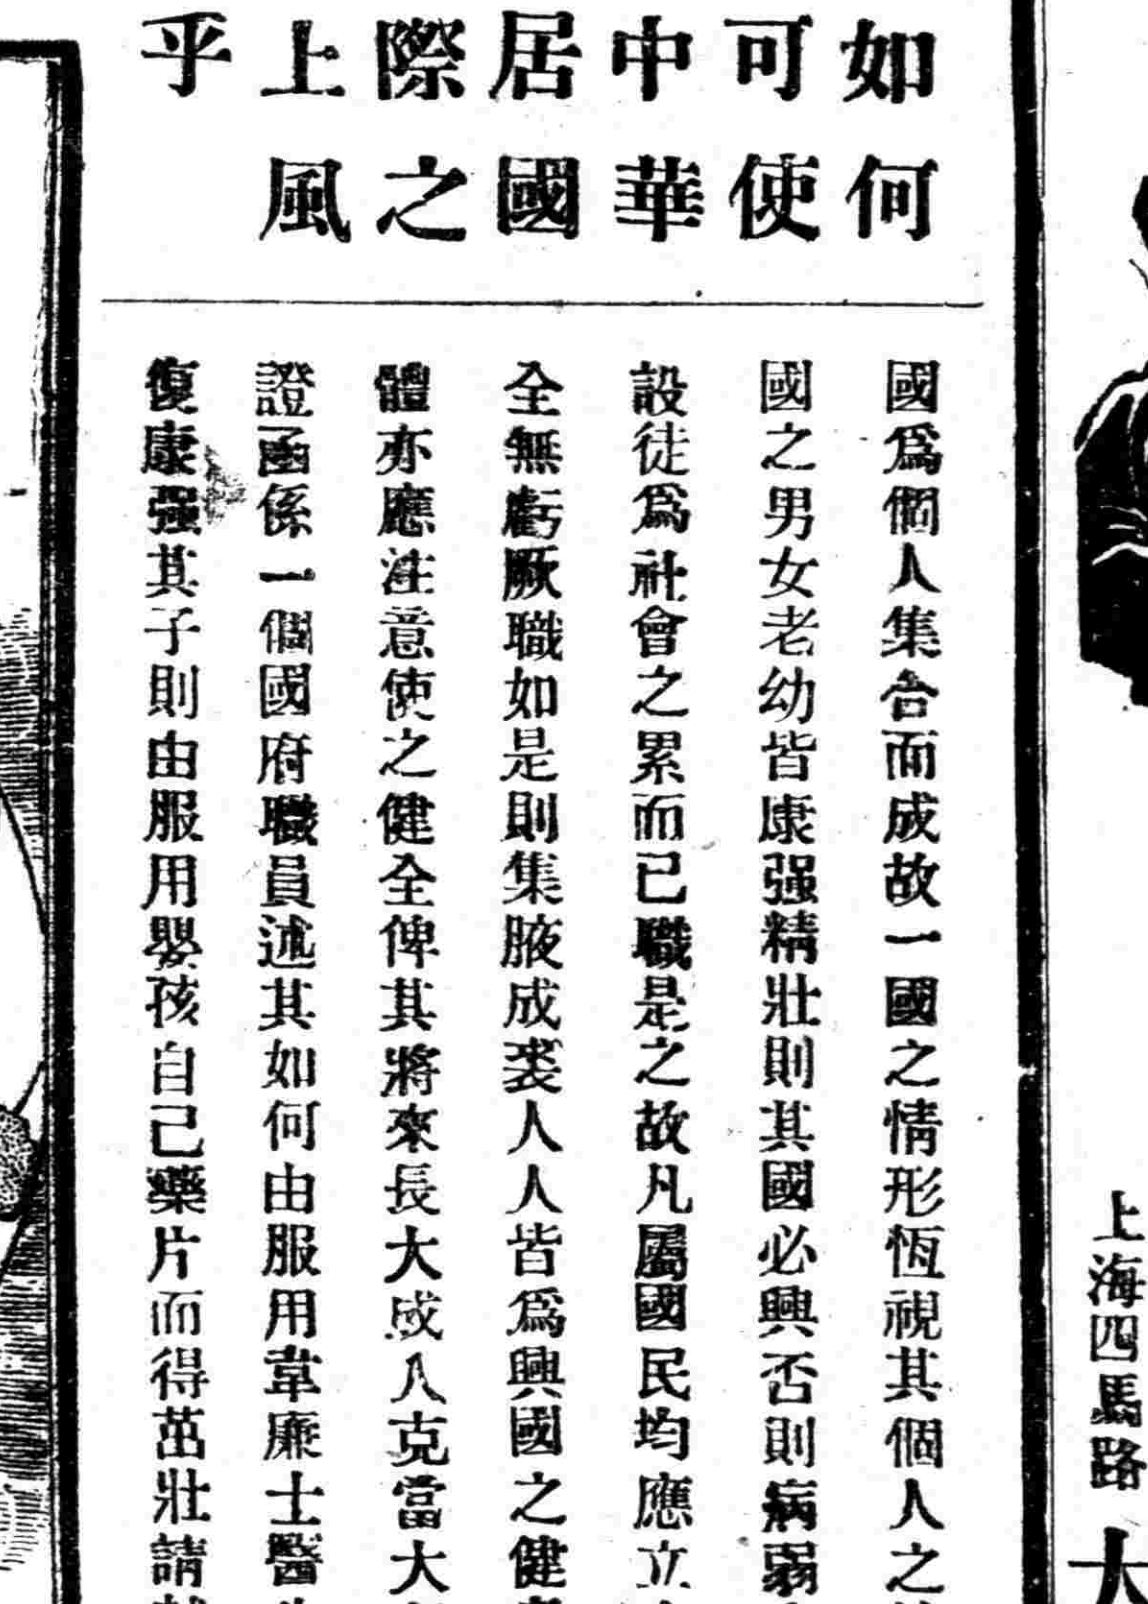 上海四馬路
如何
可使
中華
居國
際之
上風
乎
國爲個人集合而成故一國之情形恆視其個人之
國之男女老幼皆康强精壯則其國必興否則病弱
設徒爲社會之累而已職是之故凡屬國民均應立
全無虧厥職如是則集腋成裘人人皆爲興國之健
體亦應注意使之健全俾其將來長大成人克當大
證函係一個國府職員述其如何由服用韋廉士醫
復康强其子則由服用嬰孩自己藥片而得茁壯請